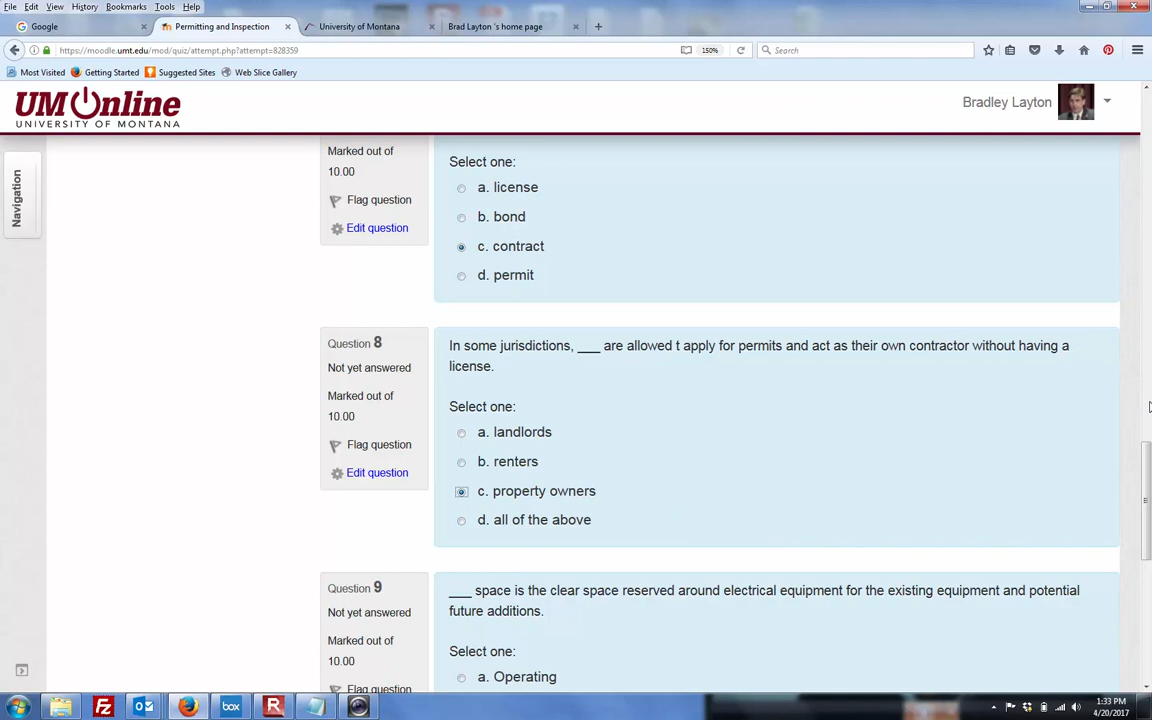 File Edit View History Bookmarks Tools Help
Google
Permitting and Inspection
University of Montana
Brad Layton 's home page
https://moodle.umt.edu/mod/quiz/attempt.php?attempt=828359
150%
Search
Most Visited
Getting Started
Suggested Sites
Web Slice Gallery
UMOnline
UNIVERSITY OF MONTANA
Bradley Layton
Navigation
Marked out of
10.00
Flag question
Edit question
Select one:
a. license
b. bond
c. contract
d. permit
Question 8
Not yet answered
Marked out of
10.00
Flag question
Edit question
In some jurisdictions, ___ are allowed t apply for permits and act as their own contractor without having a
license.
Select one:
a. landlords
b. renters
c. property owners
d. all of the above
Question 9
Not yet answered
Marked out of
10.00
Flag question
___ space is the clear space reserved around electrical equipment for the existing equipment and potential
future additions.
Select one:
a. Operating
box
1:33 PM
4/20/2017